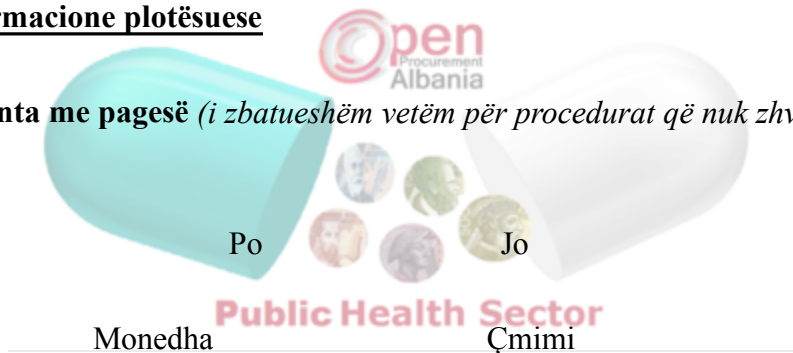 rmacione plotësuese
Open
Procurement
Albania
nta me pagesë (i zbatueshëm vetëm për procedurat që nuk zhv
Po Jo
Public Health Sector
Monedha Çmimi